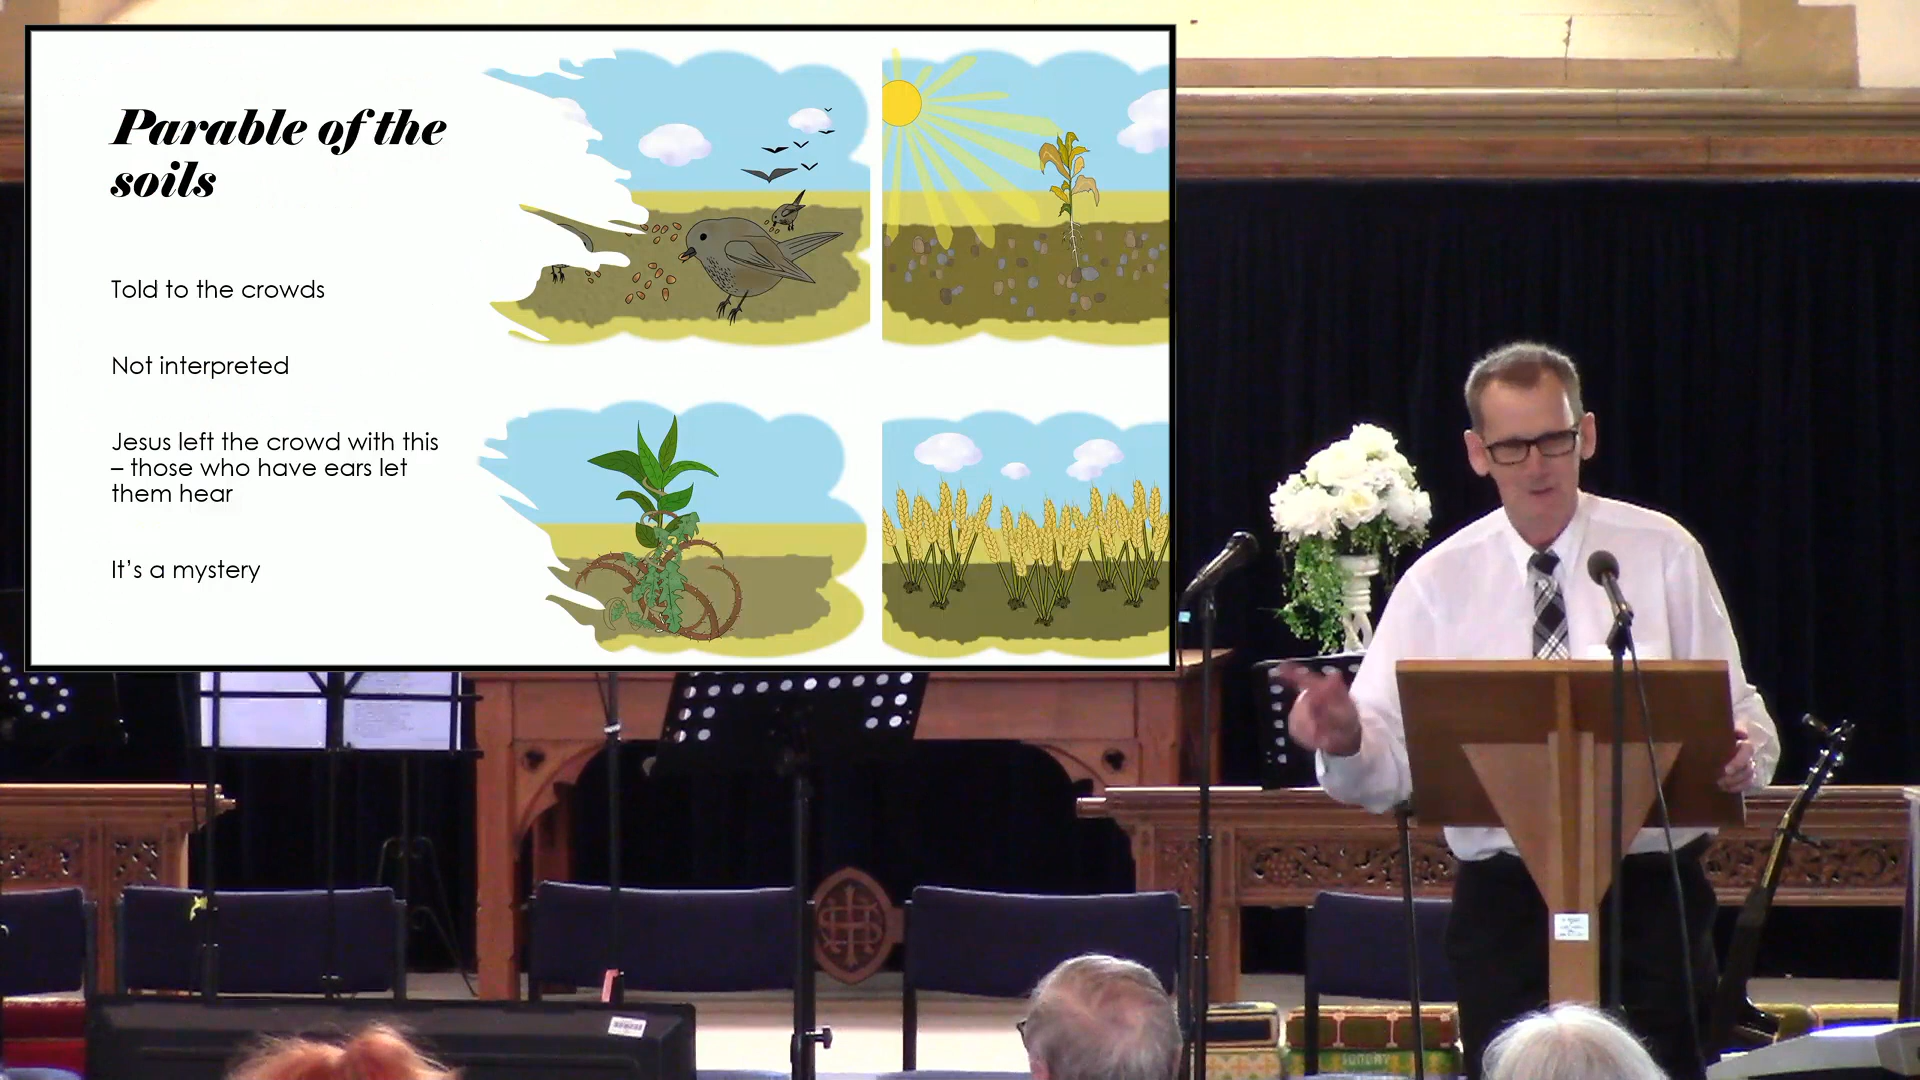 Parable of the
soils
Told to the crowds
Not interpreted
Jesus left the crowd with this
– those who have ears let
them hear
It's a mystery
SUNDAY